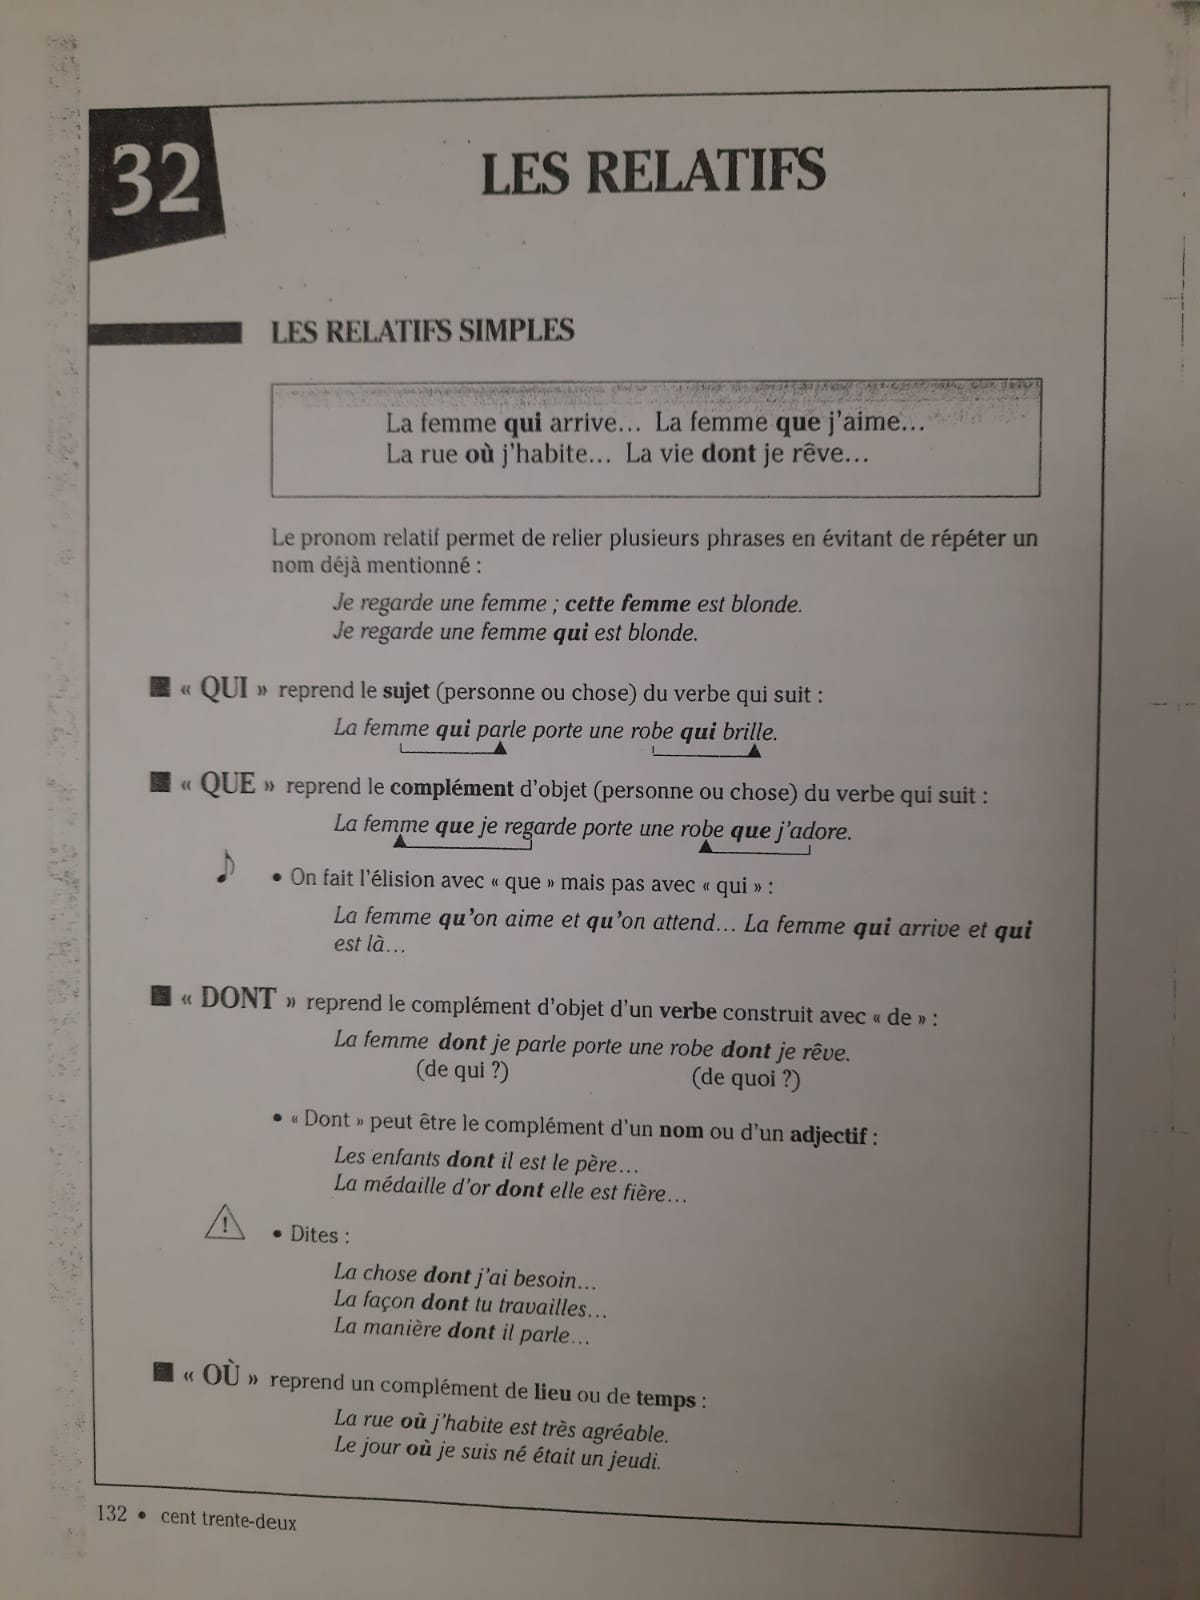 32
LES RELATIFS
LES RELATIFS SIMPLES
La femme qui arrive... La femme que j'aime...
La rue où j'habite... La vie dont je rêve...
Le pronom relatif permet de relier plusieurs phrases en évitant de répéter un
nom déjà mentionné :
Je regarde une femme ; cette femme est blonde.
Je regarde une femme qui est blonde.
« QUI » reprend le sujet (personne ou chose) du verbe qui suit :
La femme qui parle porte une robe qui brille.
« QUE » reprend le complément d'objet (personne ou chose) du verbe qui suit :
La femme que je regarde porte une robe que j'adore.
• On fait l'élision avec « que » mais pas avec « qui » :
La femme qu'on aime et qu'on attend... La femme qui arrive et qui
est là...
« DONT » reprend le complément d'objet d'un verbe construit avec « de » :
La femme dont je parle porte une robe dont je rêve.
(de qui ?) (de quoi ?)
• « Dont » peut être le complément d'un nom ou d'un adjectif :
Les enfants dont il est le père...
La médaille d'or dont elle est fière...
! • Dites :
La chose dont j'ai besoin...
La façon dont tu travailles...
La manière dont il parle...
« OÙ » reprend un complément de lieu ou de temps :
La rue où j'habite est très agréable.
Le jour où je suis né était un jeudi.
132 • cent trente-deux